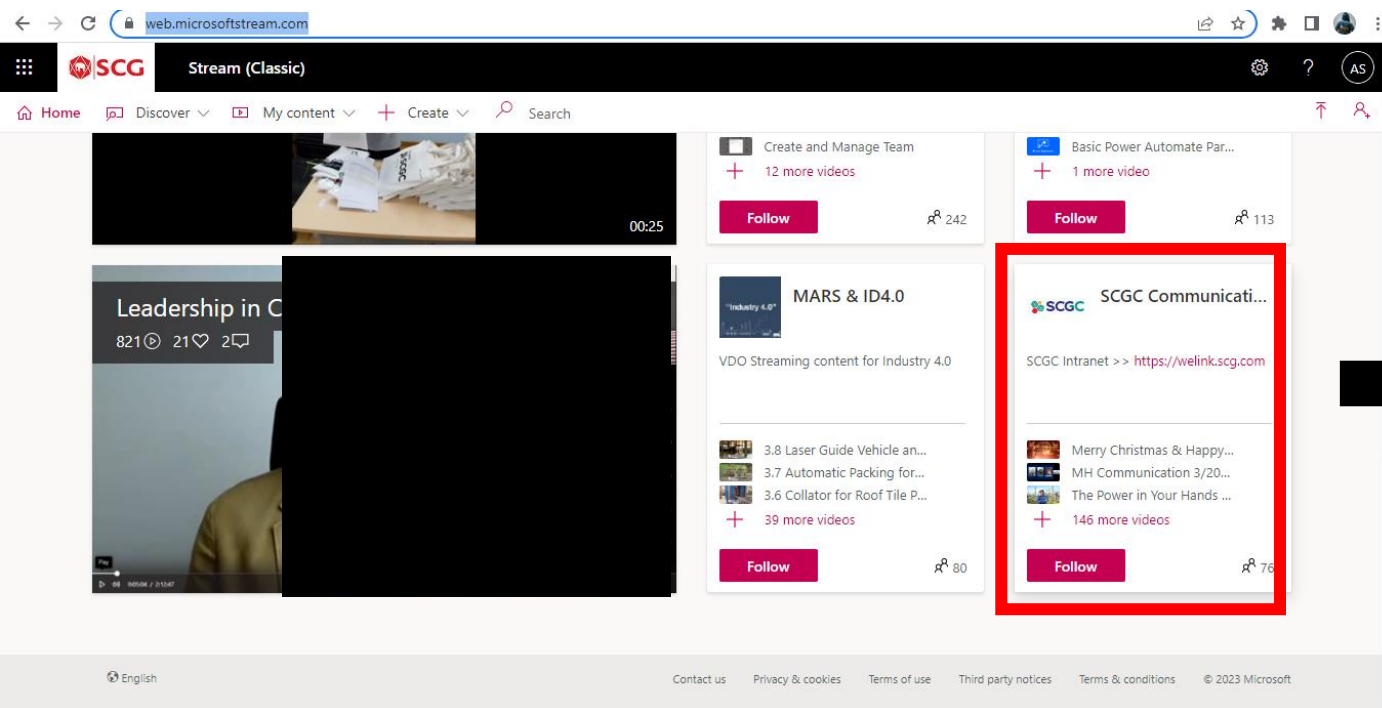 web.microsoftstream.com
SCG
Stream (Classic)
?
AS
Home
Discover
My content
Create
Search
SCGC
00:25
Create and Manage Team
12 more videos
Follow
242
Basic Power Automate Par...
1 more video
Follow
113
Leadership in C
821 21 2
Play
"Industry 4.0"
MARS & ID4.0
VDO Streaming content for Industry 4.0
3.8 Laser Guide Vehicle an...
3.7 Automatic Packing for...
3.6 Collator for Roof Tile P...
39 more videos
Follow
80
SCGC
SCGC Communicati...
SCGC Intranet >> https://welink.scg.com
Merry Christmas & Happy...
MH Communication 3/20...
The Power in Your Hands ...
146 more videos
Follow
76
English
Contact us
Privacy & cookies
Terms of use
Third party notices
Terms & conditions
© 2023 Microsoft